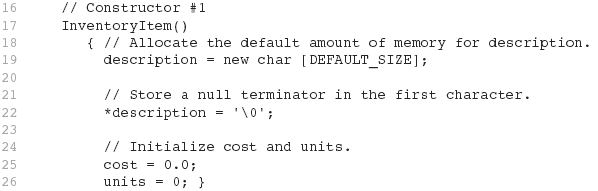 16 // Constructor #1
17 InventoryItem()
18 { // Allocate the default amount of memory for description.
19 description = new char [DEFAULT_SIZE];
20
21 // Store a null terminator in the first character.
22 *description = '\0';
23
24 // Initialize cost and units.
25 cost = 0.0;
26 units = 0; }